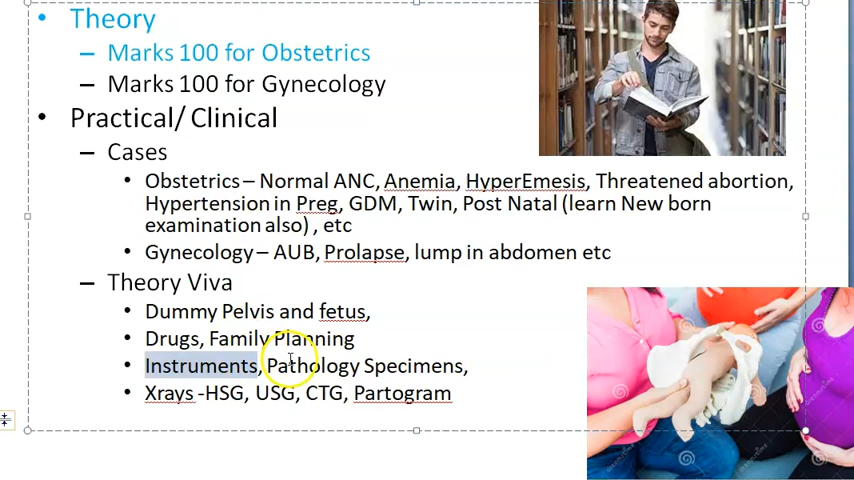 • Theory
– Marks 100 for Obstetrics
– Marks 100 for Gynecology
• Practical/ Clinical
– Cases
• Obstetrics – Normal ANC, Anemia, HyperEmesis, Threatened abortion,
Hypertension in Preg, GDM, Twin, Post Natal (learn New born
examination also) , etc
• Gynecology – AUB, Prolapse, lump in abdomen etc
– Theory Viva
• Dummy Pelvis and fetus,
• Drugs, Family Planning
• Instruments, Pathology Specimens,
• Xrays -HSG, USG, CTG, Partogram